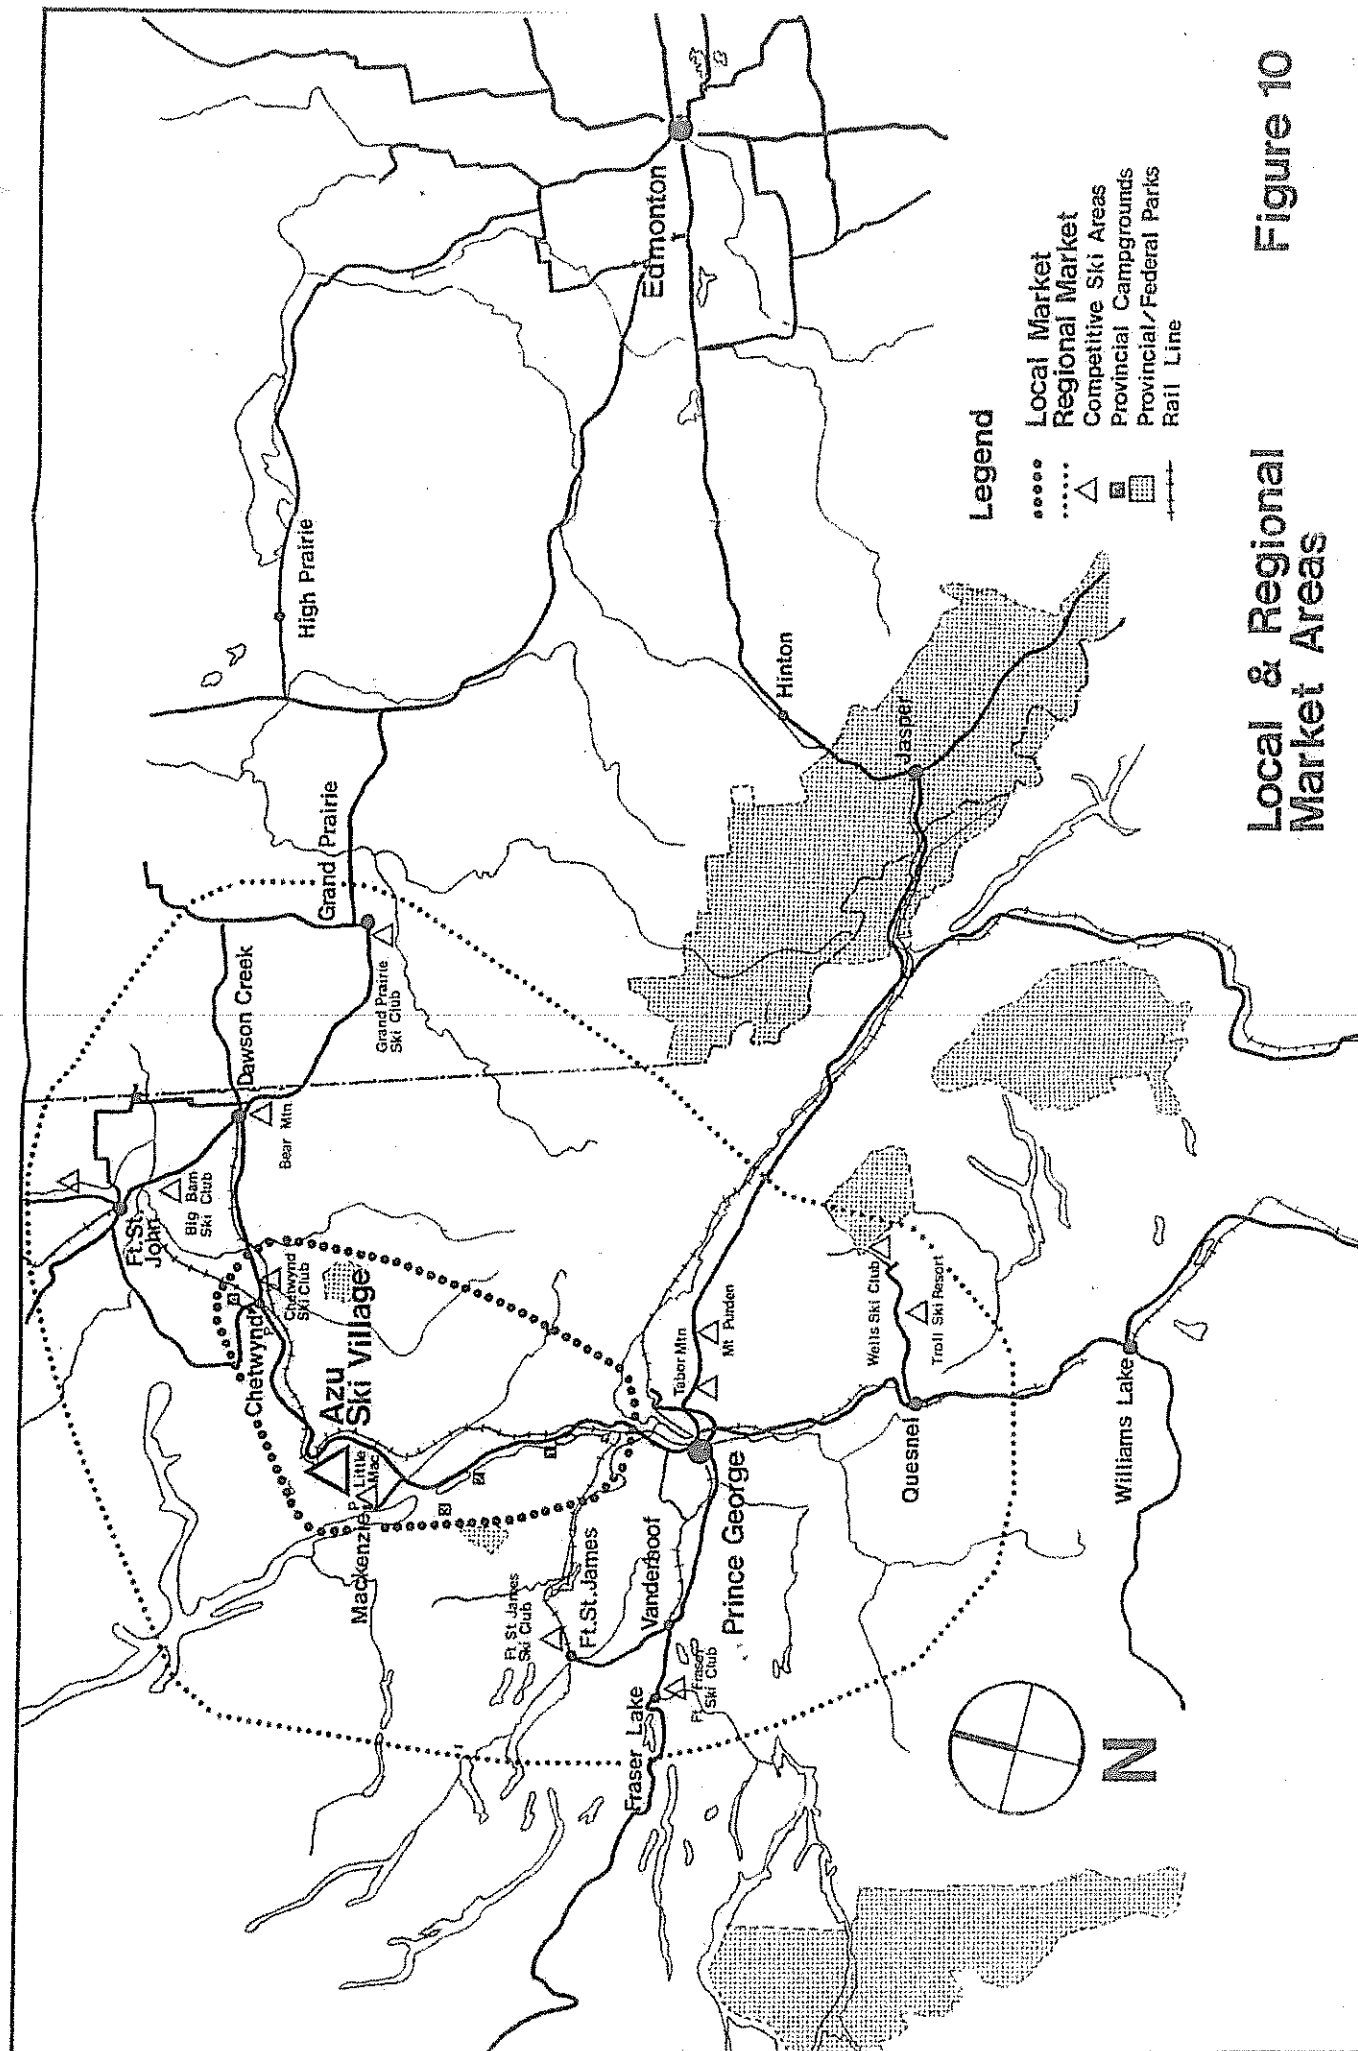 Ft.St.
John
Big
Bam
Ski Club
Bear Mtn
Dawson Creek
Grand Prairie
Grand Prairie
Ski Club
High Prairie
Edmonton
Chetwynd
Chetwynd
Ski Club
Azu
Ski Village
Little
Mac
Mackenzie
Hinton
Jasper
Ft St James
Ski Club
Ft.St.James
Vanderhoof
Prince George
Tabor Mtn
Mt Purden
Fraser Lake
Ft Fraser
Ski Club
Wells Ski Club
Troll Ski Resort
Quesnel
Williams Lake
N
Legend
Local Market
Regional Market
Competitive Ski Areas
Provincial Campgrounds
Provincial/Federal Parks
Rail Line
Local & Regional
Market Areas
Figure 10